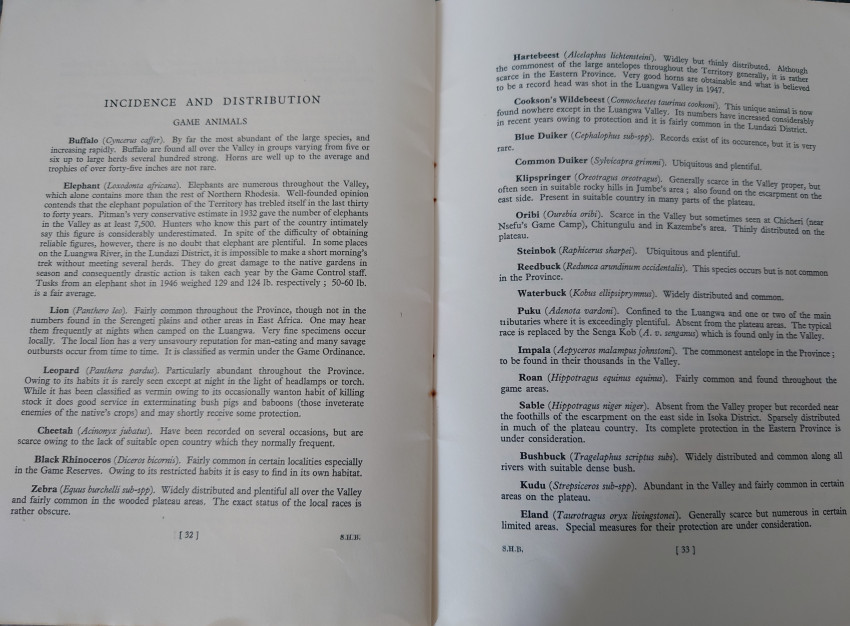 INCIDENCE AND DISTRIBUTION
GAME ANIMALS
Buffalo (Cyncerus caffer). By far the most abundant of the large species, and
increasing rapidly. Buffalo are found all over the Valley in groups varying from five or
six up to large herds several hundred strong. Horns are well up to the average and
trophies of over forty-five inches are not rare.
Elephant (Loxodonta africana). Elephants are numerous throughout the Valley,
which alone contains more than the rest of Northern Rhodesia. Well-founded opinion
contends that the elephant population of the Territory has trebled itself in the last thirty
to forty years. Pitman's very conservative estimate in 1932 gave the number of elephants
in the Valley as at least 7,500. Hunters who know this part of the country intimately
say this figure is considerably underestimated. In spite of the difficulty of obtaining
reliable figures, however, there is no doubt that elephant are plentiful. In some places
on the Luangwa River, in the Lundazi District, it is impossible to make a short morning's
trek without meeting several herds. They do great damage to the native gardens in
season and consequently drastic action is taken each year by the Game Control staff.
Tusks from an elephant shot in 1946 weighed 129 and 124 lb. respectively ; 50-60 lb.
is a fair average.
Lion (Panthera leo). Fairly common throughout the Province, though not in the
numbers found in the Serengeti plains and other areas in East Africa. One may hear
them frequently at nights when camped on the Luangwa. Very fine specimens occur
locally. The local lion has a very unsavoury reputation for man-eating and many savage
outbursts occur from time to time. It is classified as vermin under the Game Ordinance.
Leopard (Panthera pardus). Particularly abundant throughout the Province.
Owing to its habits it is rarely seen except at night in the light of headlamps or torch.
While it has been classified as vermin owing to its occasionally wanton habit of killing
stock it does good service in exterminating bush pigs and baboons (those inveterate
enemies of the native's crops) and may shortly receive some protection.
Cheetah (Acinonyx jubatus). Have been recorded on several occasions, but are
scarce owing to the lack of suitable open country which they normally frequent.
Black Rhinoceros (Diceros bicornis). Fairly common in certain localities especially
in the Game Reserves. Owing to its restricted habits it is easy to find in its own habitat.
Zebra (Equus burchelli sub-spp). Widely distributed and plentiful all over the Valley
and fairly common in the wooded plateau areas. The exact status of the local races is
rather obscure.
[ 32 ]
S.H.B.
Hartebeest (Alcelaphus lichtensteini). Widley but thinly distributed. Although
the commonest of the large antelopes throughout the Territory generally, it is rather
scarce in the Eastern Province. Very good horns are obtainable and what is believed
to be a record head was shot in the Luangwa Valley in 1947.
Cookson's Wildebeest (Connochaetes taurinus cooksoni). This unique animal is now
found nowhere except in the Luangwa Valley. Its numbers have increased considerably
in recent years owing to protection and it is fairly common in the Lundazi District.
Blue Duiker (Cephalophus sub-spp). Records exist of its occurence, but it is very
rare.
Common Duiker (Sylvicapra grimmi). Ubiquitous and plentiful.
Klipspringer (Oreotragus oreotragus). Generally scarce in the Valley proper, but
often seen in suitable rocky hills in Jumbe's area ; also found on the escarpment on the
east side. Present in suitable country in many parts of the plateau.
Oribi (Ourebia oribi). Scarce in the Valley but sometimes seen at Chicheri (near
Nsefu's Game Camp), Chitungulu and in Kazembe's area. Thinly distributed on the
plateau.
Steinbok (Raphicerus sharpei). Ubiquitous and plentiful.
Reedbuck (Redunca arundinum occidentalis). This species occurs but is not common
in the Province.
Waterbuck (Kobus ellipsiprymnus). Widely distributed and common.
Puku (Adenota vardoni). Confined to the Luangwa and one or two of the main
tributaries where it is exceedingly plentiful. Absent from the plateau areas. The typical
race is replaced by the Senga Kob (A. v. senganus) which is found only in the Valley.
Impala (Aepyceros malampus johnstoni). The commonest antelope in the Province ;
to be found in their thousands in the Valley.
Roan (Hippotragus equinus equinus). Fairly common and found throughout the
game areas.
Sable (Hippotragus niger niger). Absent from the Valley proper but recorded near
the foothills of the escarpment on the east side in Isoka District. Sparsely distributed
in much of the plateau country. Its complete protection in the Eastern Province is
under consideration.
Bushbuck (Tragelaphus scriptus subs). Widely distributed and common along all
rivers with suitable dense bush.
Kudu (Strepsiceros sub-spp). Abundant in the Valley and fairly common in certain
areas on the plateau.
Eland (Taurotragus oryx livingstonei). Generally scarce but numerous in certain
limited areas. Special measures for their protection are under consideration.
S.H.B.
[ 33 ]